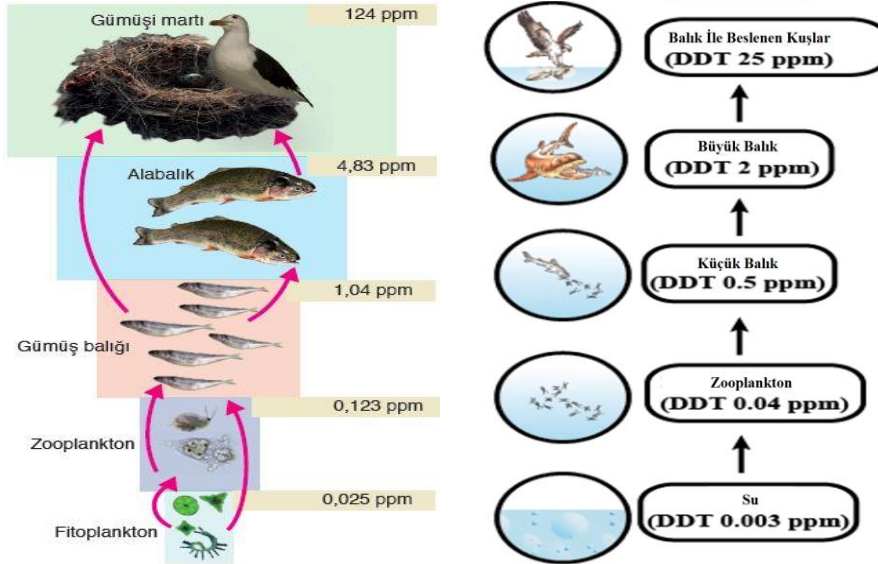 Gümüşi martı
124 ppm
Alabalık
4,83 ppm
1,04 ppm
Gümüş balığı
0,123 ppm
Zooplankton
0,025 ppm
Fitoplankton
Balık İle Beslenen Kuşlar
(DDT 25 ppm)
Büyük Balık
(DDT 2 ppm)
Küçük Balık
(DDT 0.5 ppm)
Zooplankton
(DDT 0.04 ppm)
Su
(DDT 0.003 ppm)